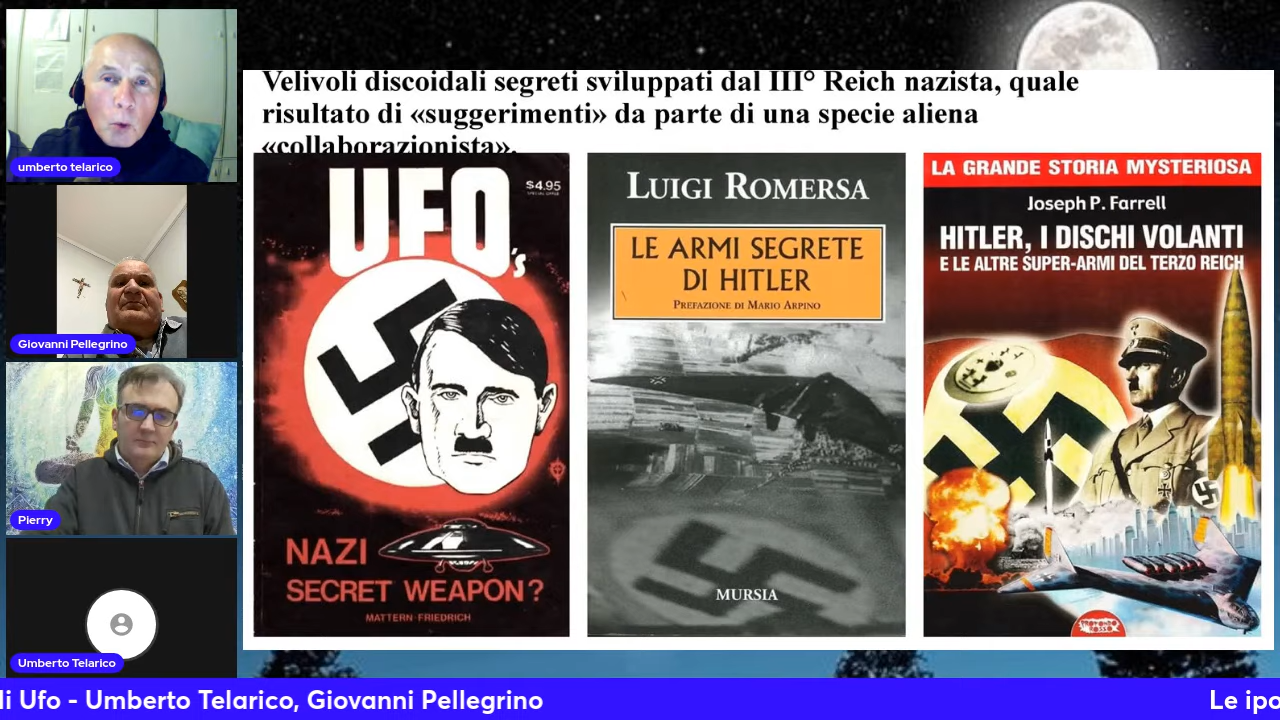 umberto telarico
Giovanni Pellegrino
Pierry
Umberto Telarico
Velivoli discoidali segreti sviluppati dal III° Reich nazista, quale
risultato di «suggerimenti» da parte di una specie aliena
«collaborazionista».
UFO's
$4.95
NAZI
SECRET WEAPON?
MATTERN-FRIEDRICH
LUIGI ROMERSA
LE ARMI SEGRETE
DI HITLER
PREFAZIONE DI MARIO ARPINO
MURSIA
LA GRANDE STORIA MYSTERIOSA
Joseph P. Farrell
HITLER, I DISCHI VOLANTI
E LE ALTRE SUPER-ARMI DEL TERZO REICH
PROFONDO
ROSSO
li Ufo - Umberto Telarico, Giovanni Pellegrino
Le ipo